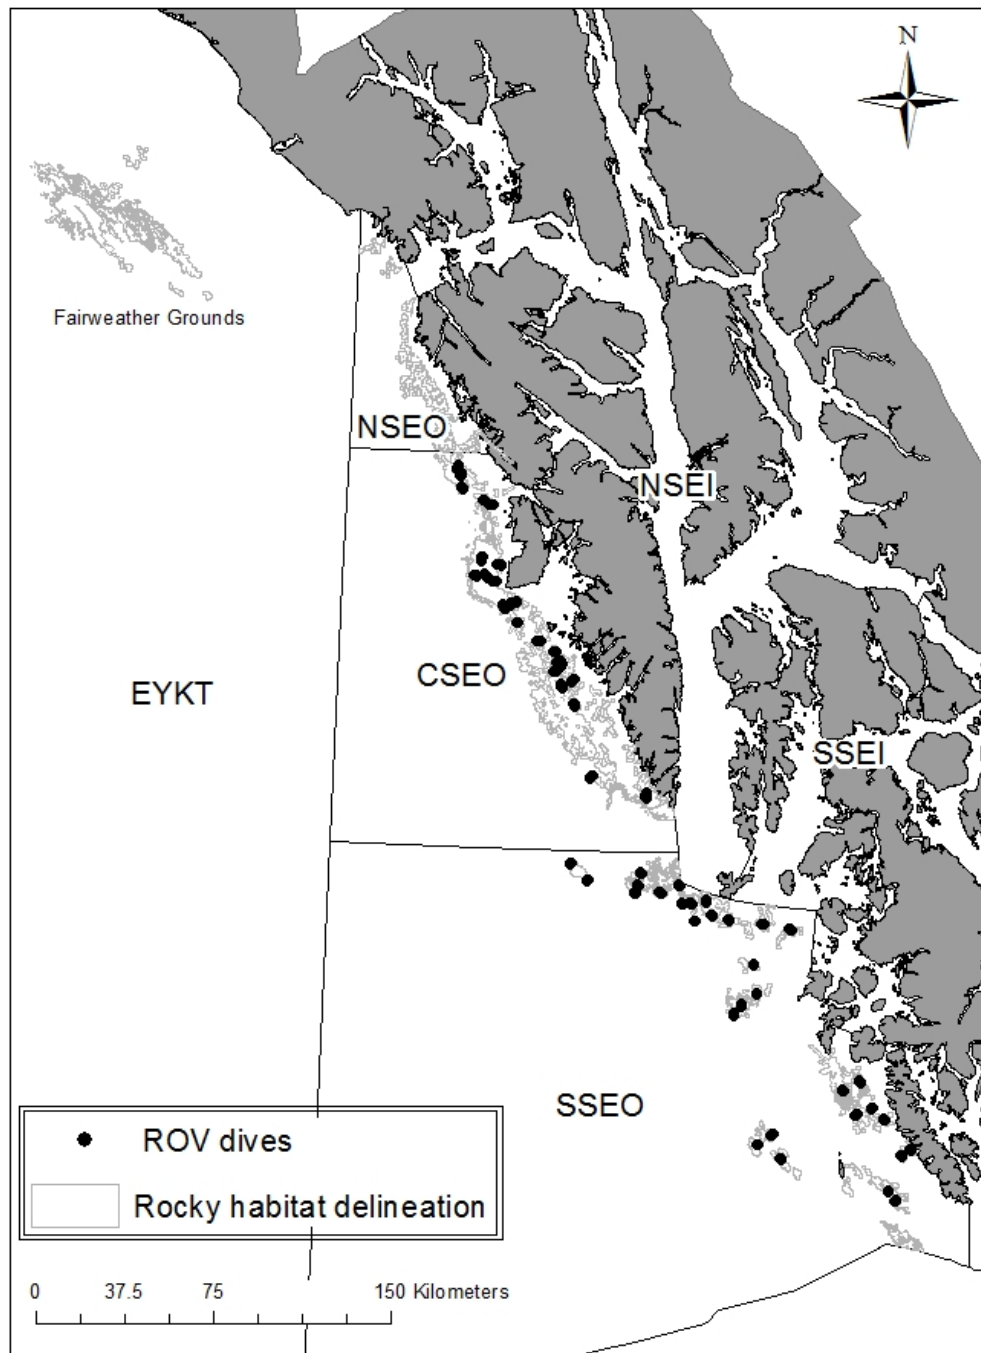 N
Fairweather Grounds
NSEO
NSEI
EYKT
CSEO
SSEI
SSEO
ROV dives
Rocky habitat delineation
0 37.5 75 150 Kilometers